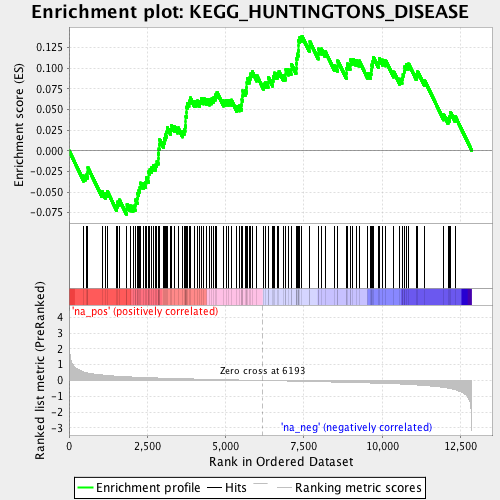 Enrichment plot: KEGG_HUNTINGTONS_DISEASE
Enrichment score (ES)
0.125
0.100
0.075
0.050
0.025
0.000
-0.025
-0.050
-0.075
'na_pos' (positively correlated)
Ranked list metric (PreRanked)
4
3
2
1
0
-1
-2
-3
Zero cross at 6193
'na_neg' (negatively correlated)
0
2,500
5,000
7,500
10,000
12,500
Rank in Ordered Dataset
Enrichment profile
Hits
Ranking metric scores